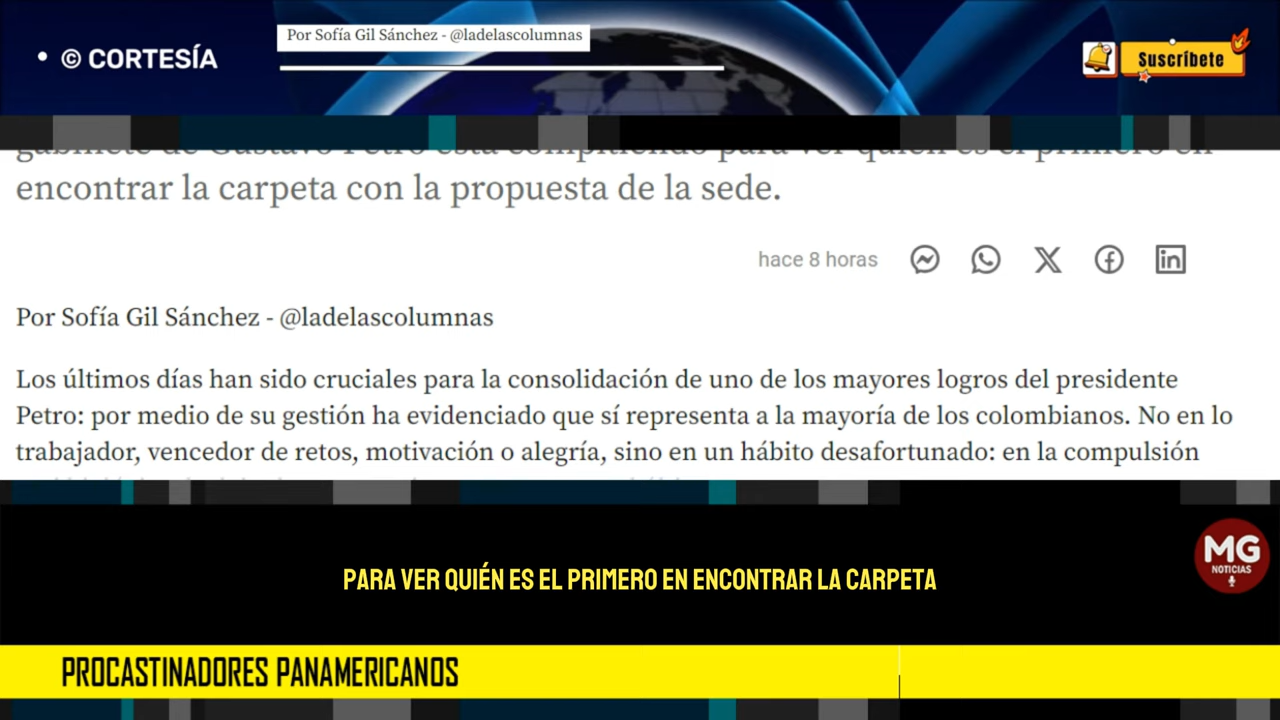 • © CORTESÍA
Por Sofía Gil Sánchez - @ladelascolumnas
Suscríbete
gabinete de Gustavo Petro está compitiendo para ver quién es el primero en
encontrar la carpeta con la propuesta de la sede.
hace 8 horas
Por Sofía Gil Sánchez - @ladelascolumnas
Los últimos días han sido cruciales para la consolidación de uno de los mayores logros del presidente
Petro: por medio de su gestión ha evidenciado que sí representa a la mayoría de los colombianos. No en lo
trabajador, vencedor de retos, motivación o alegría, sino en un hábito desafortunado: en la compulsión
MG
NOTICIAS
PARA VER QUIÉN ES EL PRIMERO EN ENCONTRAR LA CARPETA
PROCASTINADORES PANAMERICANOS